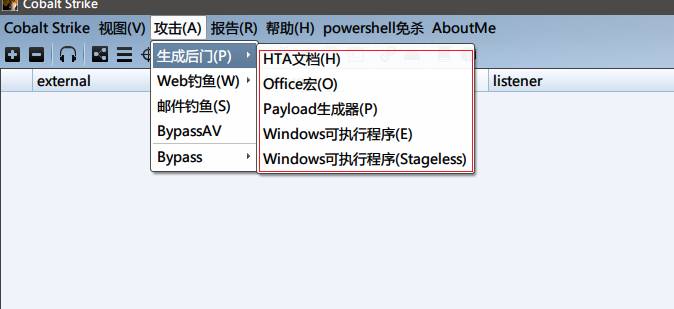 Cobalt Strike
Cobalt Strike 视图(V) 攻击(A) 报告(R) 帮助(H) powershell免杀 AboutMe
生成后门(P)
HTA文档(H)
Web钓鱼(W)
Office宏(O)
邮件钓鱼(S)
Payload生成器(P)
BypassAV
Windows可执行程序(E)
Bypass
Windows可执行程序(Stageless)
external
listener